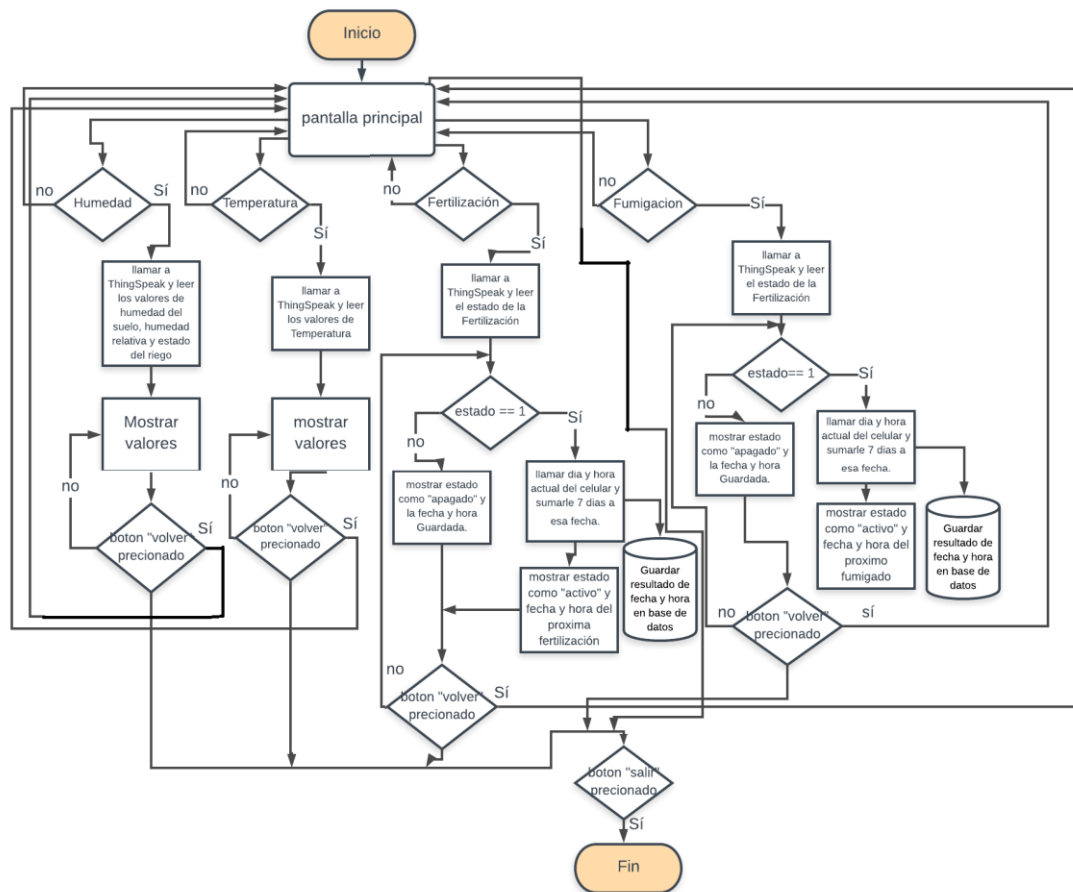 Inicio
pantalla principal
no
Humedad
Sí
no
Temperatura
Sí
no
Fertilización
Sí
no
Fumigacion
Sí
llamar a
ThingSpeak y leer
los valores de
humedad del
suelo, humedad
relativa y estado
del riego
llamar a
ThingSpeak y leer
los valores de
Temperatura
llamar a
ThingSpeak y leer
el estado de la
Fertilización
llamar a
ThingSpeak y leer
el estado de la
Fertilización
Mostrar
valores
no
boton "volver"
precionado
Sí
mostrar
valores
no
boton "volver"
precionado
Sí
estado == 1
no
Sí
mostrar estado
como "apagado" y
la fecha y hora
Guardada.
llamar dia y hora
actual del celular y
sumarle 7 dias a
esa fecha.
mostrar estado
como "activo" y
fecha y hora del
proxima
fertilización
Guardar
resultado de
fecha y hora
en base de
datos
no
boton "volver"
precionado
Sí
estado== 1
no
Sí
mostrar estado
como "apagado" y
la fecha y hora
Guardada.
llamar dia y hora
actual del celular y
sumarle 7 dias a
esa fecha.
mostrar estado
como "activo" y
fecha y hora del
proximo
fumigado
Guardar
resultado de
fecha y hora
en base de
datos
no
boton "volver"
precionado
sí
boton "salir"
precionado
Sí
Fin